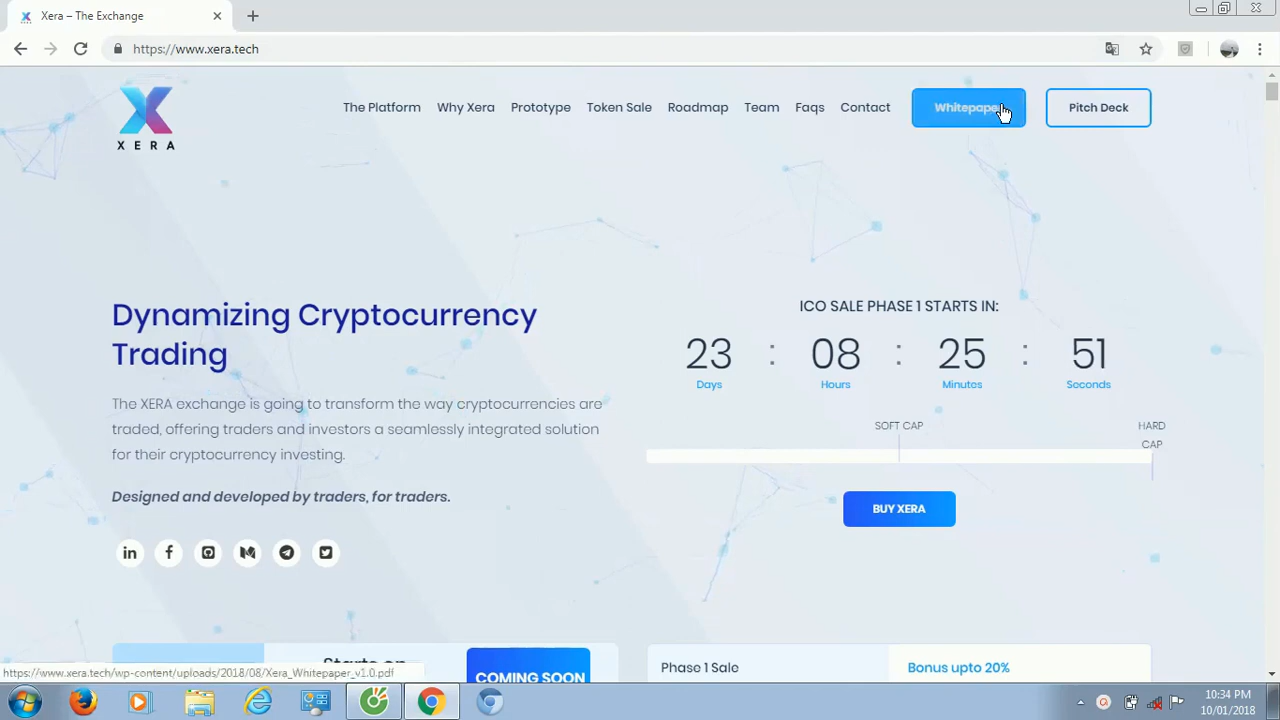 Xera – The Exchange
https://www.xera.tech
XERA
The Platform
Why Xera
Prototype
Token Sale
Roadmap
Team
Faqs
Contact
Whitepaper
Pitch Deck
Dynamizing Cryptocurrency
Trading
The XERA exchange is going to transform the way cryptocurrencies are
traded, offering traders and investors a seamlessly integrated solution
for their cryptocurrency investing.
Designed and developed by traders, for traders.
ICO SALE PHASE 1 STARTS IN:
23 : 08 : 25 : 51
Days Hours Minutes Seconds
SOFT CAP
HARD
CAP
BUY XERA
Starts on
COMING SOON
Phase 1 Sale
Bonus upto 20%
https://www.xera.tech/wp-content/uploads/2018/08/Xera_Whitepaper_v1.0.pdf
10:34 PM
10/01/2018